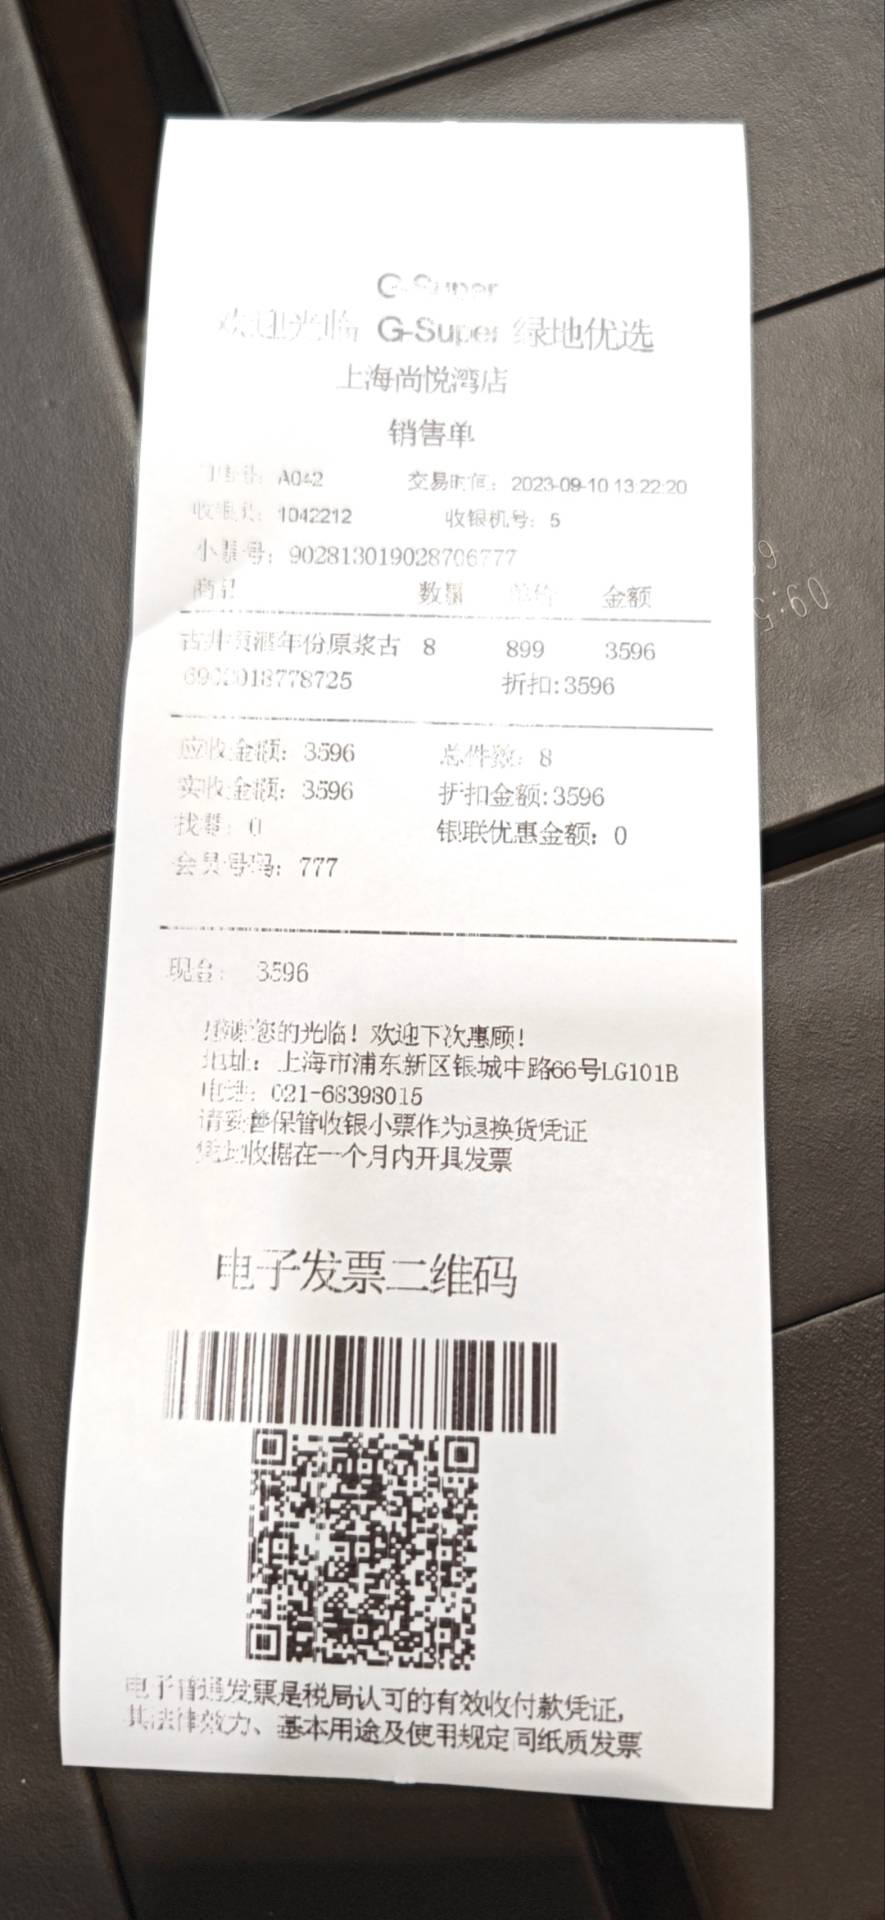 G-Super
欢迎光临 G-Super 绿地优选
上海尚悦湾店
销售单
A042 交易时间：2023-09-10 13:22:20
收银员：1042212 收银机号：5
小票号：902813019028706777
商品 数量 单价 金额
古井贡酒年份原浆古 8 899 3596
6902018778725 折扣:3596
应收金额：3596 总件数：8
实收金额：3596 折扣金额:3596
找零：0 银联优惠金额：0
会员号码：777
现金： 3596
感谢您的光临！欢迎下次惠顾！
地址：上海市浦东新区银城中路66号LG101B
电话：021-68398015
请妥善保管收银小票作为退换货凭证
凭此收据在一个月内开具发票
电子发票二维码
电子普通发票是税局认可的有效收付款凭证,
其法律效力、基本用途及使用规定同纸质发票
09:5